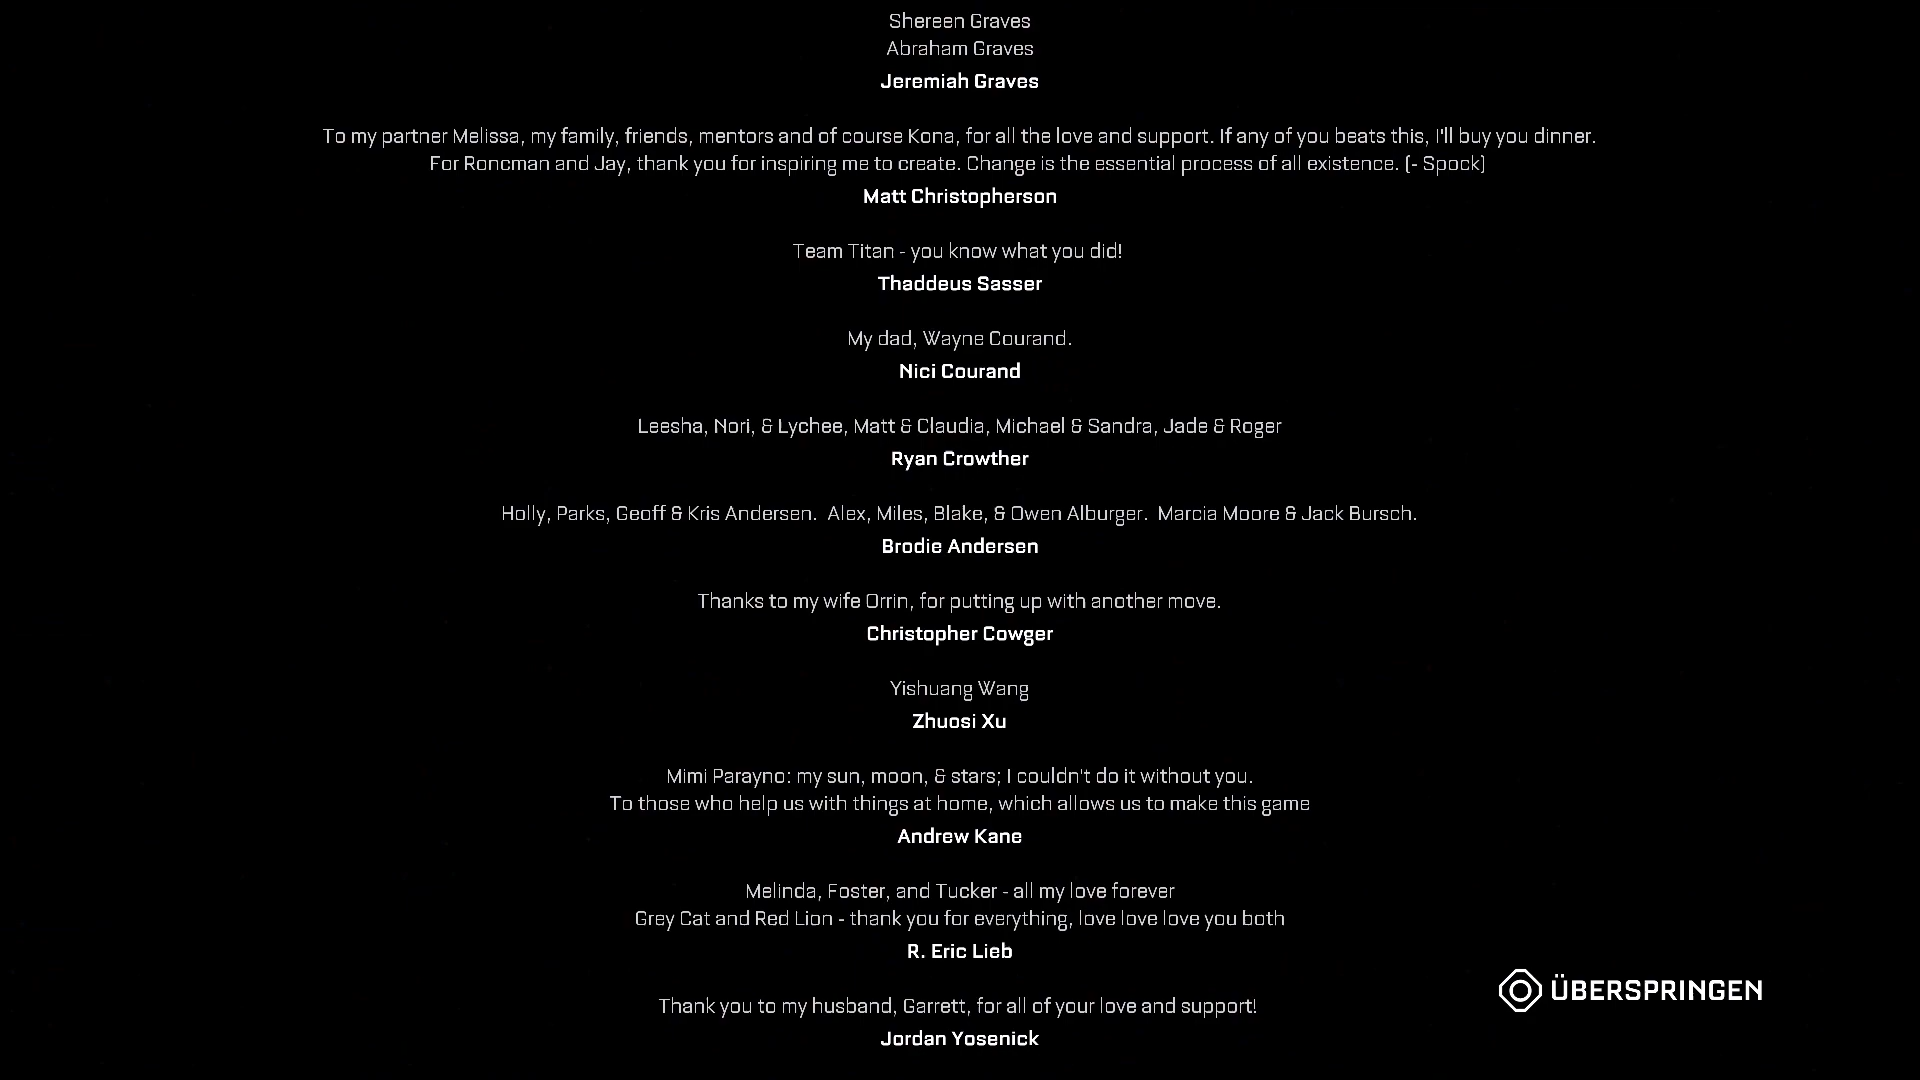 Shereen Graves
Abraham Graves
Jeremiah Graves
To my partner Melissa, my family, friends, mentors and of course Kona, for all the love and support. If any of you beats this, I'll buy you dinner.
For Roncman and Jay, thank you for inspiring me to create. Change is the essential process of all existence. (- Spock)
Matt Christopherson
Team Titan - you know what you did!
Thaddeus Sasser
My dad, Wayne Courand.
Nici Courand
Leesha, Nori, & Lychee, Matt & Claudia, Michael & Sandra, Jade & Roger
Ryan Crowther
Holly, Parks, Geoff & Kris Andersen.  Alex, Miles, Blake, & Owen Alburger.  Marcia Moore & Jack Bursch.
Brodie Andersen
Thanks to my wife Orrin, for putting up with another move.
Christopher Cowger
Yishuang Wang
Zhuosi Xu
Mimi Parayno: my sun, moon, & stars; I couldn't do it without you.
To those who help us with things at home, which allows us to make this game
Andrew Kane
Melinda, Foster, and Tucker - all my love forever
Grey Cat and Red Lion - thank you for everything, love love love you both
R. Eric Lieb
ÜBERSPRINGEN
Thank you to my husband, Garrett, for all of your love and support!
Jordan Yosenick